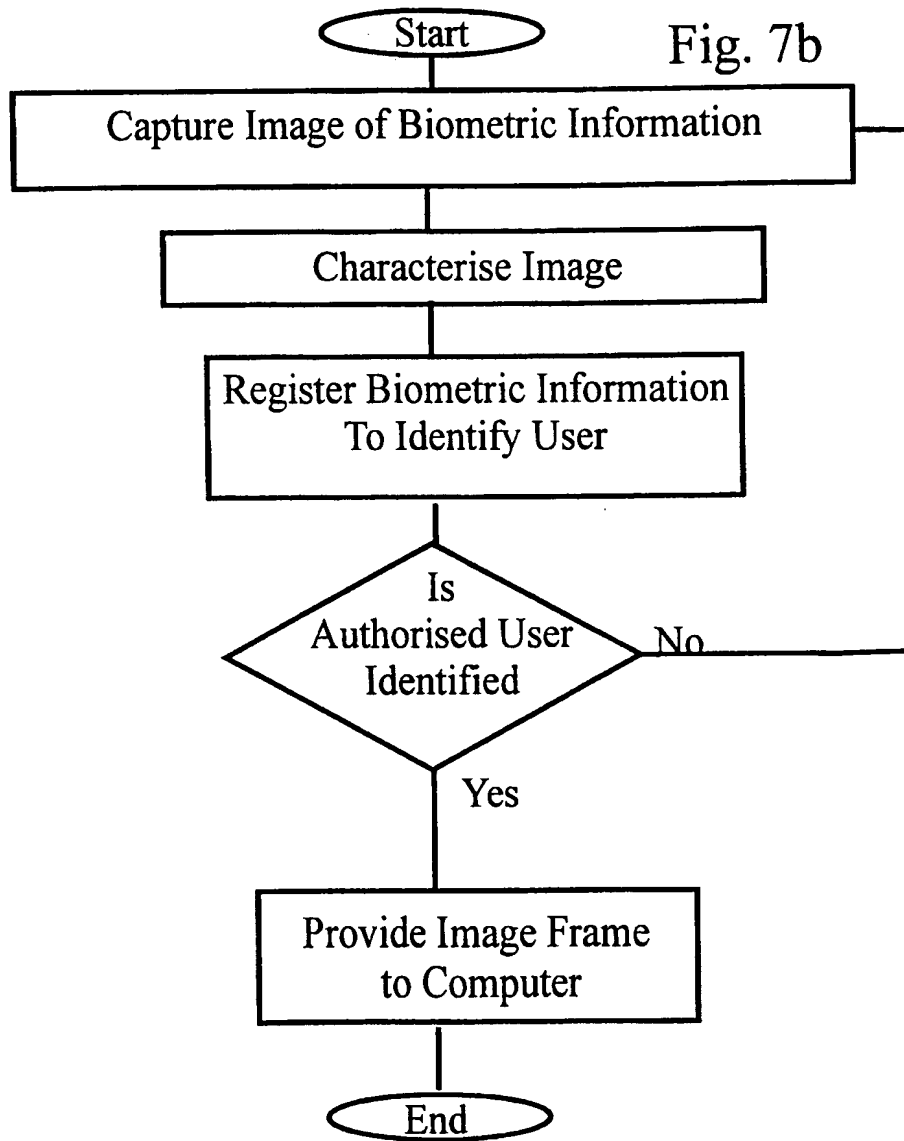 Start
Fig. 7b
Capture Image of Biometric Information
Characterise Image
Register Biometric Information
To Identify User
Is
Authorised User
Identified
No
Yes
Provide Image Frame
to Computer
End